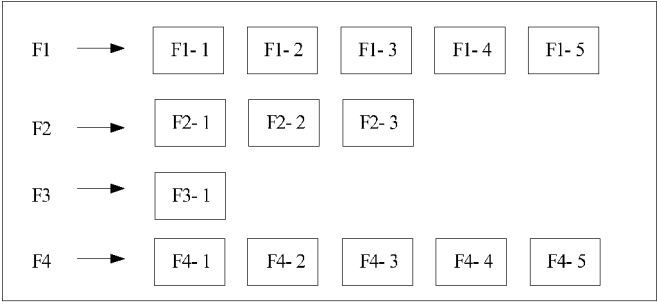 F1 F1- 1 F1- 2 F1- 3 F1- 4 F1- 5
F2 F2- 1 F2- 2 F2- 3
F3 F3- 1
F4 F4- 1 F4- 2 F4- 3 F4- 4 F4- 5